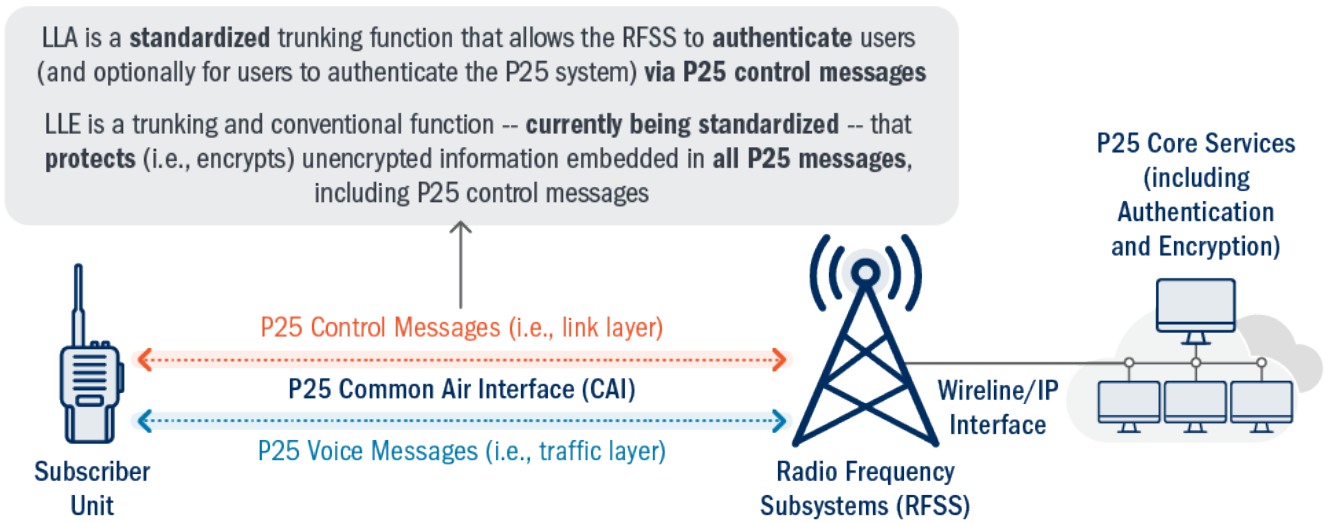 LLA is a standardized trunking function that allows the RFSS to authenticate users
(and optionally for users to authenticate the P25 system) via P25 control messages
LLE is a trunking and conventional function -- currently being standardized -- that
protects (i.e., encrypts) unencrypted information embedded in all P25 messages,
including P25 control messages
P25 Core Services
(including
Authentication
and Encryption)
P25 Control Messages (i.e., link layer)
P25 Common Air Interface (CAI)
P25 Voice Messages (i.e., traffic layer)
Wireline/IP
Interface
Subscriber
Unit
Radio Frequency
Subsystems (RFSS)